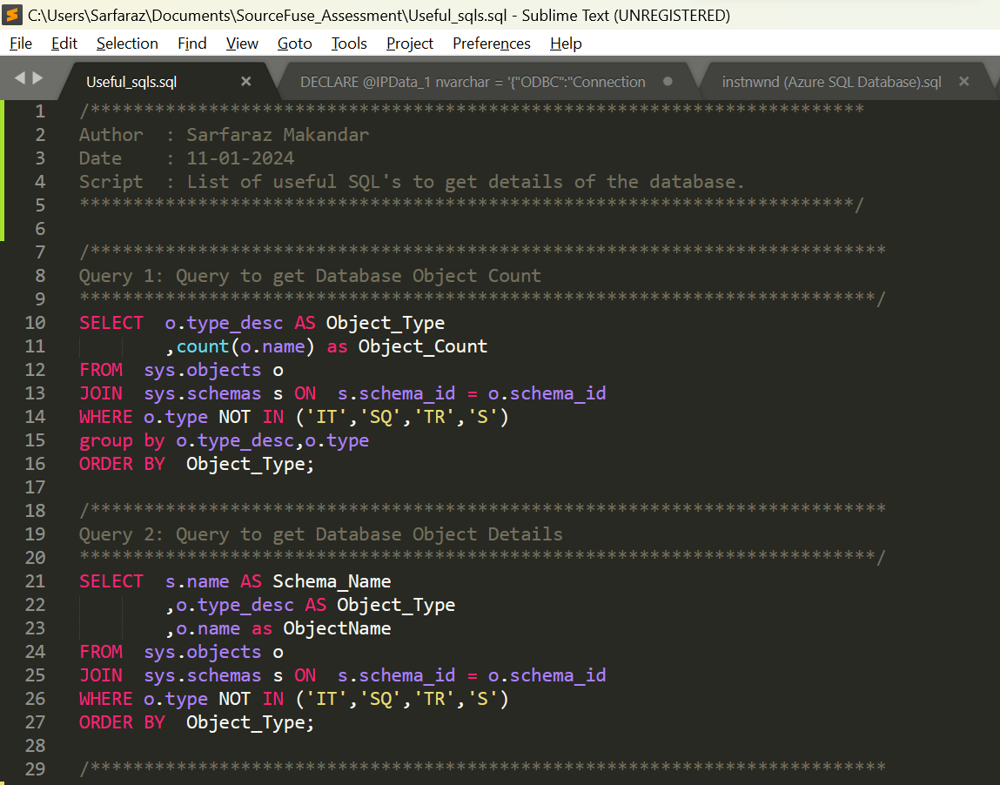 C:\Users\Sarfaraz\Documents\SourceFuse_Assessment\Useful_sqls.sql - Sublime Text (UNREGISTERED)
File Edit Selection Find View Goto Tools Project Preferences Help
Useful_sqls.sql × DECLARE @IPData_1 nvarchar = '{"ODBC":"Connection ● instnwnd (Azure SQL Database).sql ×
1 /************************************************************************
2 Author  : Sarfaraz Makandar
3 Date    : 11-01-2024
4 Script  : List of useful SQL's to get details of the database.
5 ************************************************************************/
6
7 /**************************************************************************
8 Query 1: Query to get Database Object Count
9 **************************************************************************/
10 SELECT  o.type_desc AS Object_Type
11         ,count(o.name) as Object_Count
12 FROM  sys.objects o
13 JOIN  sys.schemas s ON  s.schema_id = o.schema_id
14 WHERE o.type NOT IN ('IT','SQ','TR','S')
15 group by o.type_desc,o.type
16 ORDER BY  Object_Type;
17
18 /**************************************************************************
19 Query 2: Query to get Database Object Details
20 **************************************************************************/
21 SELECT  s.name AS Schema_Name
22         ,o.type_desc AS Object_Type
23         ,o.name as ObjectName
24 FROM  sys.objects o
25 JOIN  sys.schemas s ON  s.schema_id = o.schema_id
26 WHERE o.type NOT IN ('IT','SQ','TR','S')
27 ORDER BY  Object_Type;
28
29 /**************************************************************************